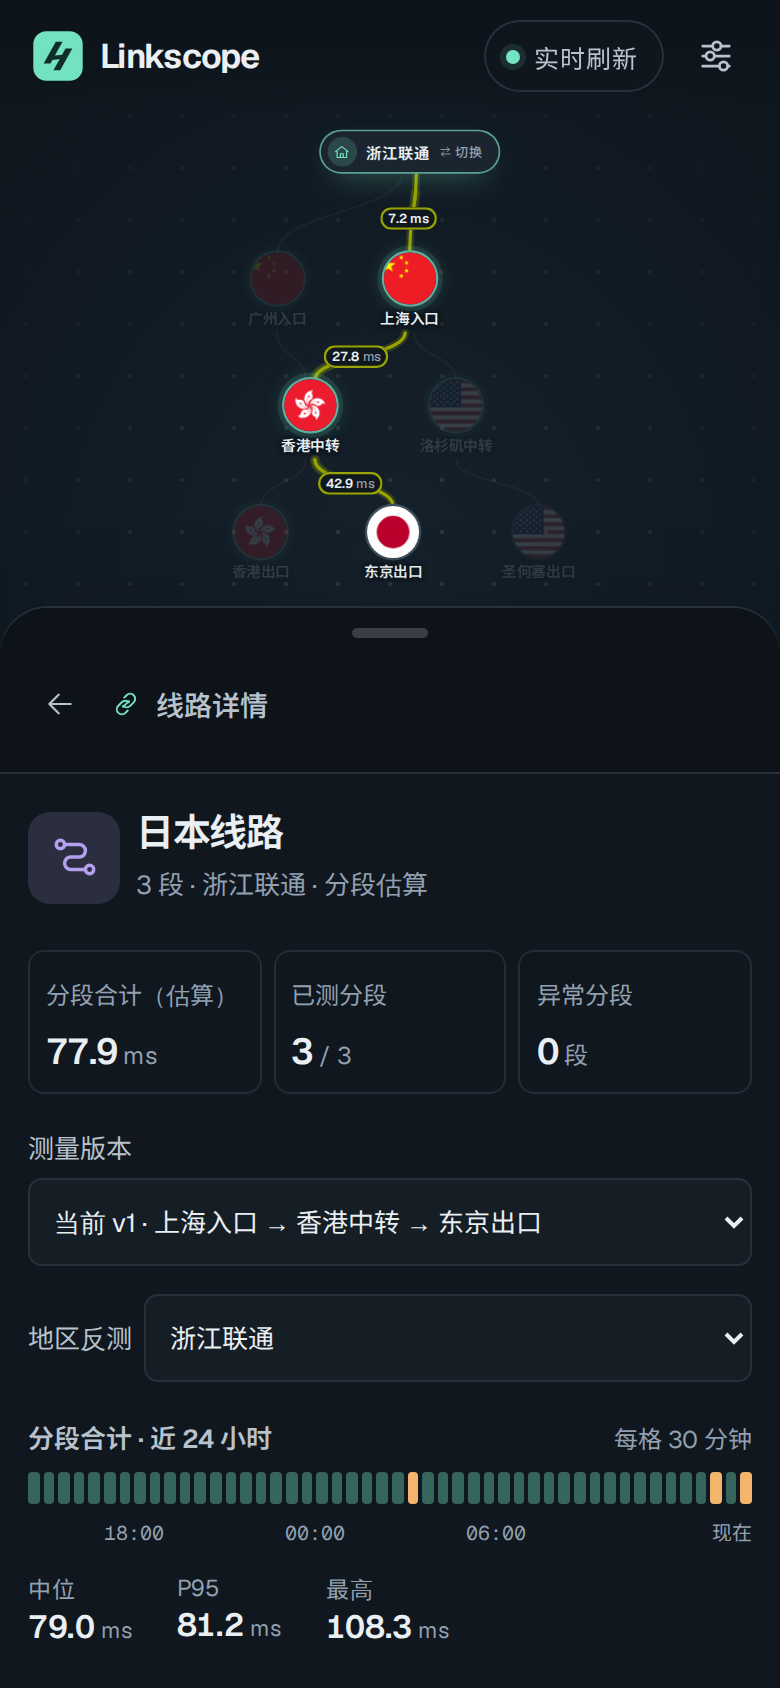 Linkscope
实时刷新
浙江联通 ⇄ 切换
7.2 ms
广州入口
上海入口
27.8 ms
香港中转
洛杉矶中转
42.9 ms
香港出口
东京出口
圣何塞出口
线路详情
日本线路
3 段 · 浙江联通 · 分段估算
分段合计（估算）
已测分段
异常分段
77.9 ms
3 / 3
0 段
测量版本
当前 v1 · 上海入口 → 香港中转 → 东京出口
地区反测
浙江联通
分段合计 · 近 24 小时
每格 30 分钟
18:00
00:00
06:00
现在
中位
P95
最高
79.0 ms
81.2 ms
108.3 ms